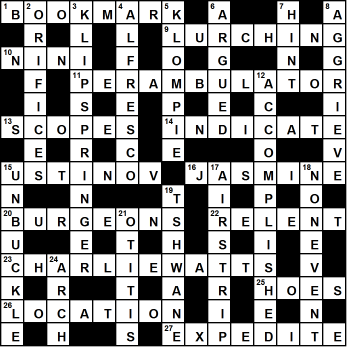 1 B 2 O O 3 K M 4 A R 5 K 6 A 7 H 8 A
R L L 9 L U R C H I N G
10 N I N I F O G N G
F 11 P E R A M B U L 12 A T O R
I S E P E C I
13 S C O P E S 14 I N D I C A T E
E R C E O V
15 U S T I N O V 16 J 17 A S M I 18 N E
N N 19 T I P O
20 B U R G E 21 O N S 22 R E L E N T
U E T H S I E
23 C H 24 A R L I E W A T T S V
K R T A R 25 H O E S
26 L O C A T I O N I E N
E H S 27 E X P E D I T E